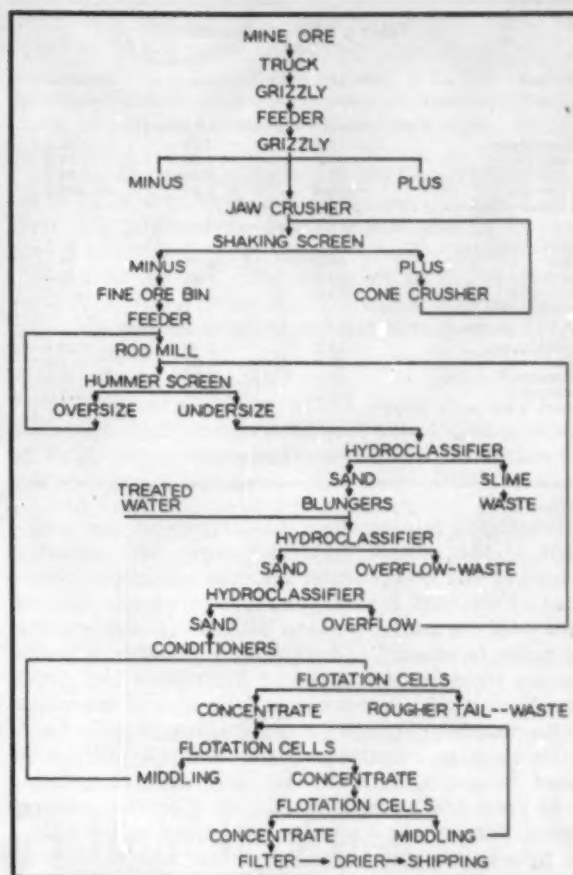 MINE ORE
TRUCK
GRIZZLY
FEEDER
GRIZZLY
MINUS PLUS
JAW CRUSHER
SHAKING SCREEN
MINUS PLUS
FINE ORE BIN CONE CRUSHER
FEEDER
ROD MILL
HUMMER SCREEN
OVERSIZE UNDERSIZE
HYDROCLASSIFIER
SAND SLIME
TREATED WATER BLUNGERS WASTE
HYDROCLASSIFIER
SAND OVERFLOW-WASTE
HYDROCLASSIFIER
SAND OVERFLOW
CONDITIONERS
FLOTATION CELLS
CONCENTRATE ROUGHER TAIL--WASTE
FLOTATION CELLS
MIDDLING CONCENTRATE
FLOTATION CELLS
CONCENTRATE MIDDLING
FILTER DRIER SHIPPING